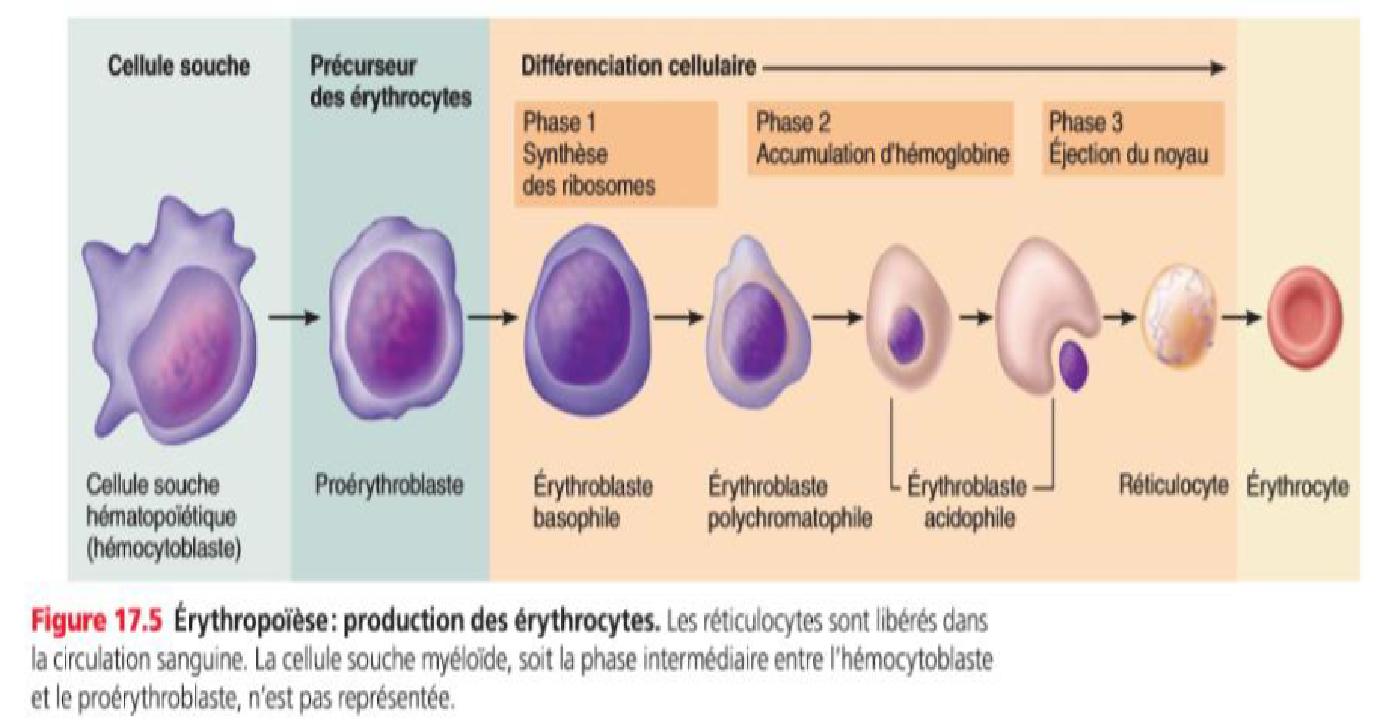 Cellule souche
Précurseur
des érythrocytes
Différenciation cellulaire
Phase 1
Synthèse
des ribosomes
Phase 2
Accumulation d'hémoglobine
Phase 3
Éjection du noyau
Cellule souche
hématopoïétique
(hémocytoblaste)
Proérythroblaste
Érythroblaste
basophile
Érythroblaste
polychromatophile
Érythroblaste
acidophile
Réticulocyte
Érythrocyte
Figure 17.5 Érythropoïèse : production des érythrocytes. Les réticulocytes sont libérés dans
la circulation sanguine. La cellule souche myéloïde, soit la phase intermédiaire entre l'hémocytoblaste
et le proérythroblaste, n'est pas représentée.